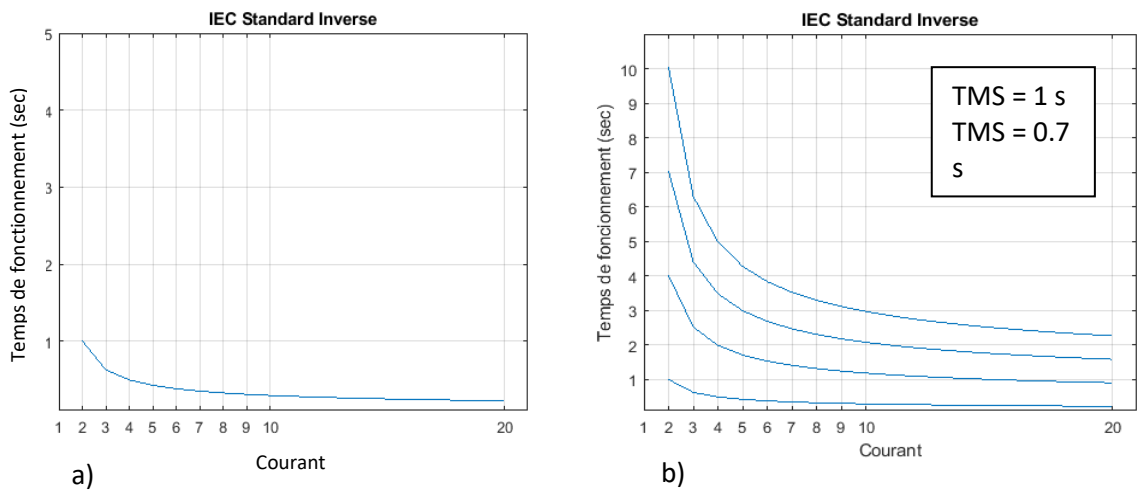 IEC Standard Inverse
Temps de fonctionnement (sec)
5
4
3
2
1
1 2 3 4 5 6 7 8 9 10 20
Courant
a)
IEC Standard Inverse
Temps de foncionnement (sec)
10
9
8
7
6
5
4
3
2
1
1 2 3 4 5 6 7 8 9 10 20
Courant
b)
TMS = 1 s
TMS = 0.7
s